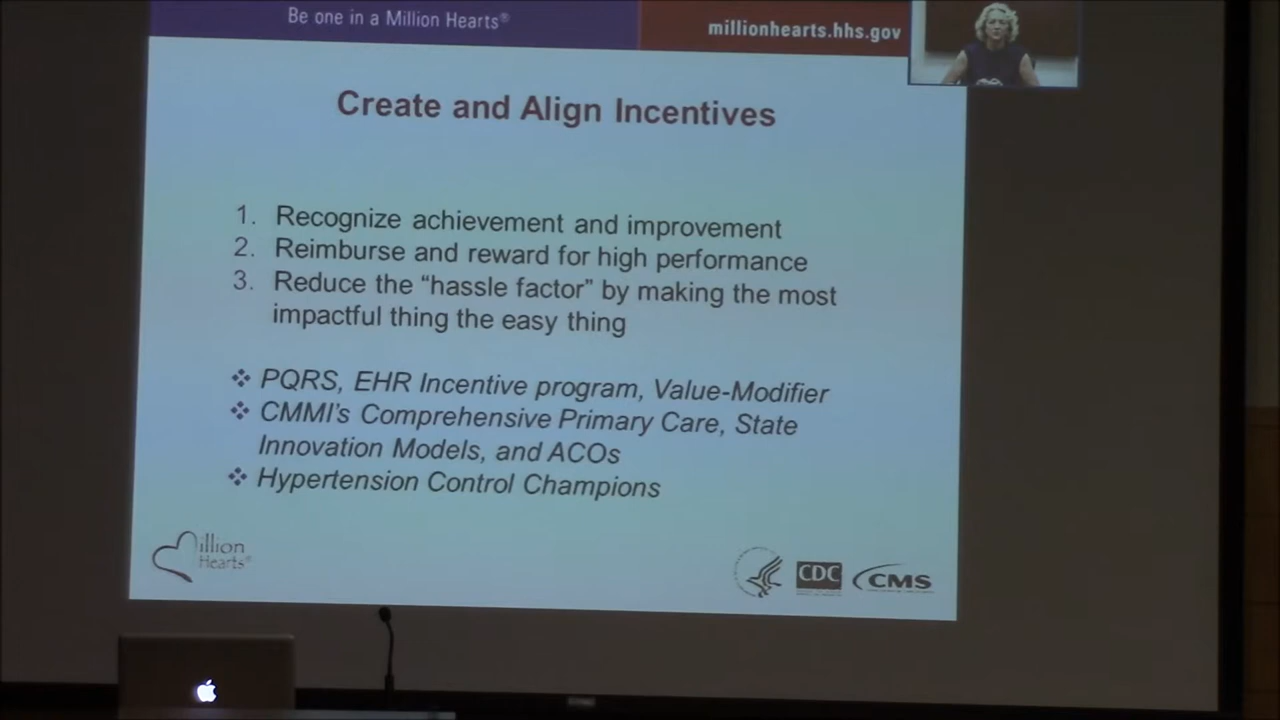 Be one in a Million Hearts®
millionhearts.hhs.gov
Create and Align Incentives
1. Recognize achievement and improvement
2. Reimburse and reward for high performance
3. Reduce the “hassle factor” by making the most
impactful thing the easy thing
❖ PQRS, EHR Incentive program, Value-Modifier
❖ CMMI’s Comprehensive Primary Care, State
Innovation Models, and ACOs
❖ Hypertension Control Champions
Million
Hearts®
CDC
CMS